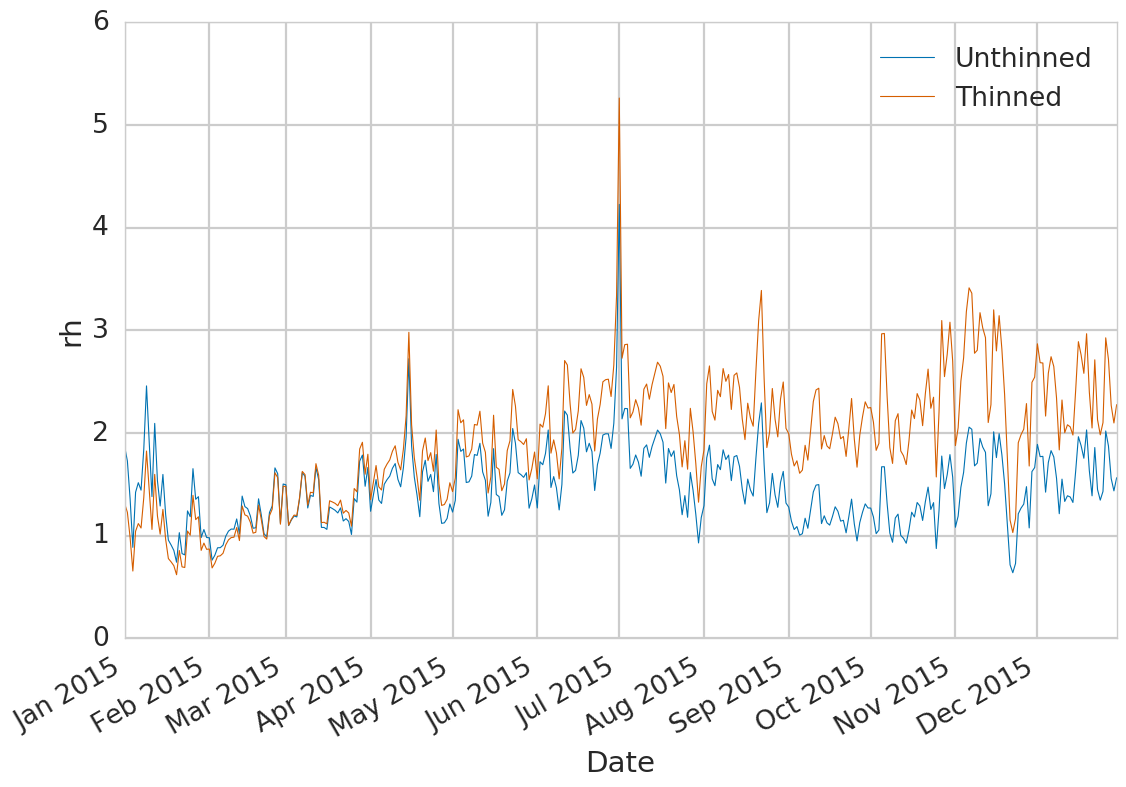 6
5
4
3
2
1
0
rh
Unthinned
Thinned
Jan 2015
Feb 2015
Mar 2015
Apr 2015
May 2015
Jun 2015
Jul 2015
Aug 2015
Sep 2015
Oct 2015
Nov 2015
Dec 2015
Date